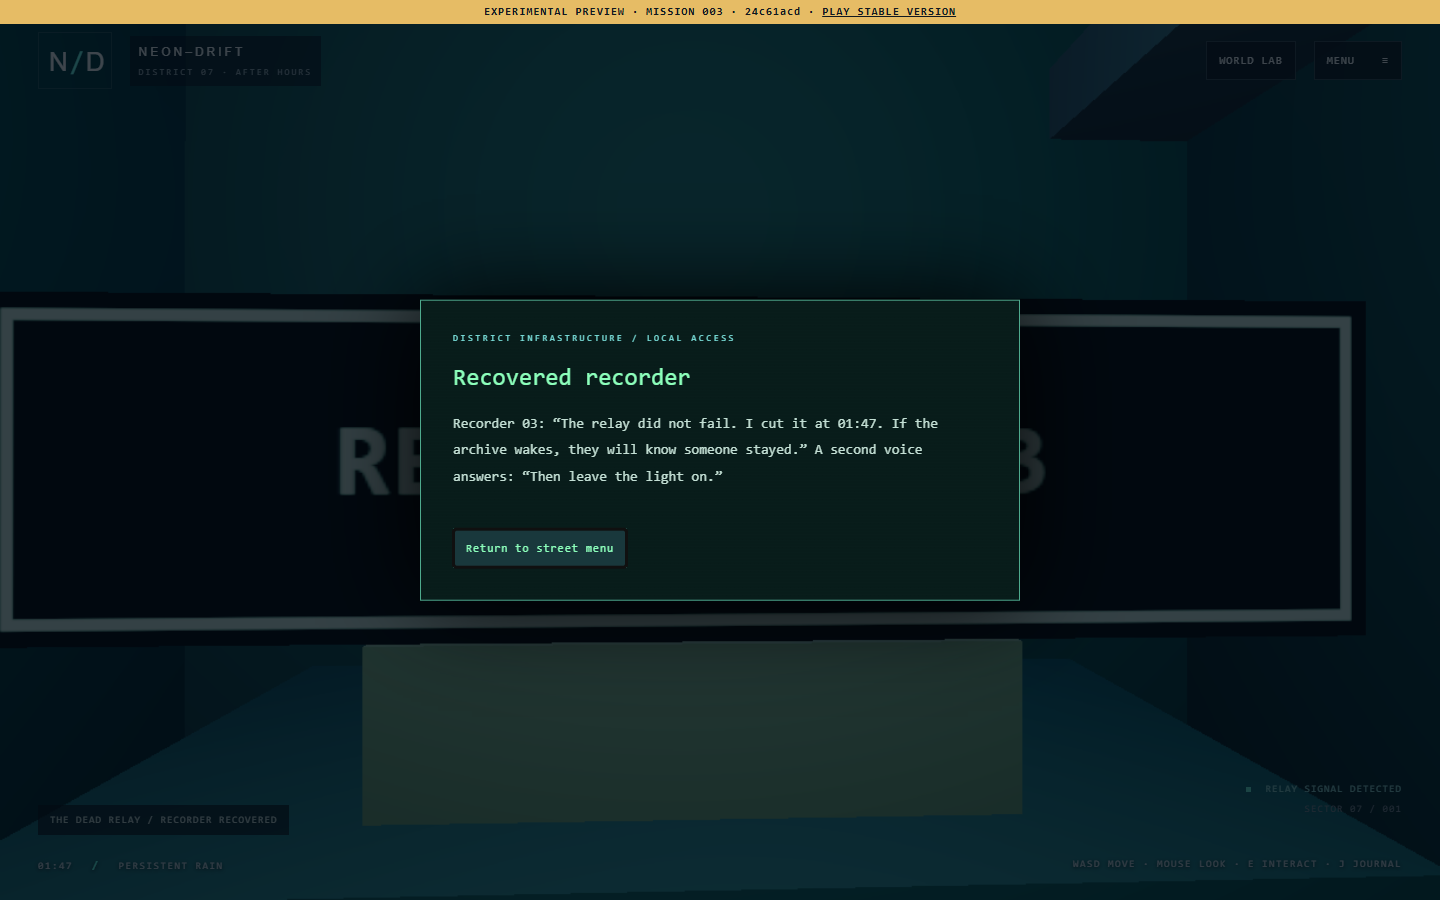 EXPERIMENTAL PREVIEW · MISSION 003 · 24c61acd · PLAY STABLE VERSION
N/D
NEON—DRIFT
DISTRICT 07 · AFTER HOURS
WORLD LAB
MENU ≡
DISTRICT INFRASTRUCTURE / LOCAL ACCESS
Recovered recorder
Recorder 03: “The relay did not fail. I cut it at 01:47. If the
archive wakes, they will know someone stayed.” A second voice
answers: “Then leave the light on.”
Return to street menu
RELAY SIGNAL DETECTED
SECTOR 07 / 001
THE DEAD RELAY / RECORDER RECOVERED
01:47 / PERSISTENT RAIN
WASD MOVE · MOUSE LOOK · E INTERACT · J JOURNAL